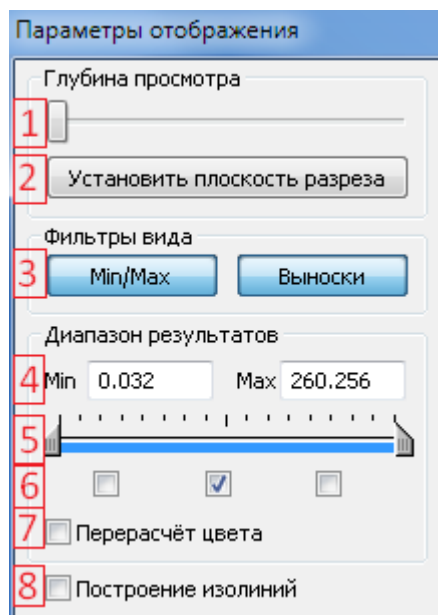 Параметры отображения
Глубина просмотра
1
2 Установить плоскость разреза
Фильтры вида
3 Min/Max Выноски
Диапазон результатов
4 Min 0.032 Max 260.256
5
6
7 Перерасчёт цвета
8 Построение изолиний